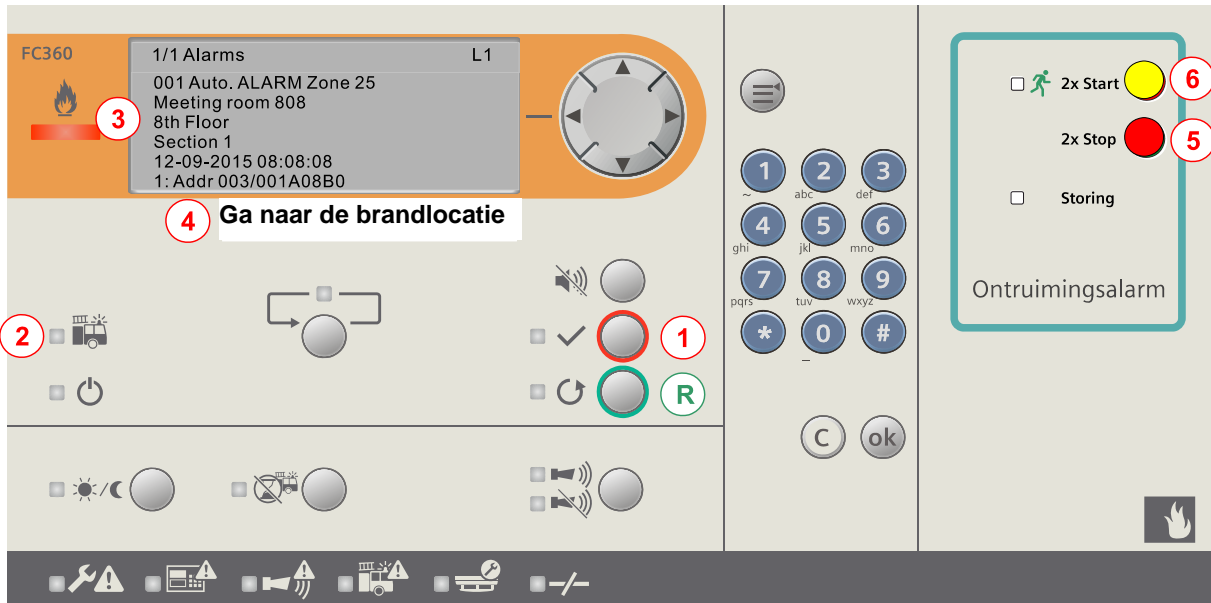 FC360
1/1 Alarms L1
001 Auto. ALARM Zone 25
Meeting room 808
8th Floor
Section 1
12-09-2015 08:08:08
1: Addr 003/001A08B0
3
4 Ga naar de brandlocatie
2
1
R
1 2 3
~ abc def
4 5 6
ghi jkl mno
7 8 9
pqrs tuv wxyz
* 0 #
_
C ok
2x Start 6
2x Stop 5
Storing
Ontruimingsalarm